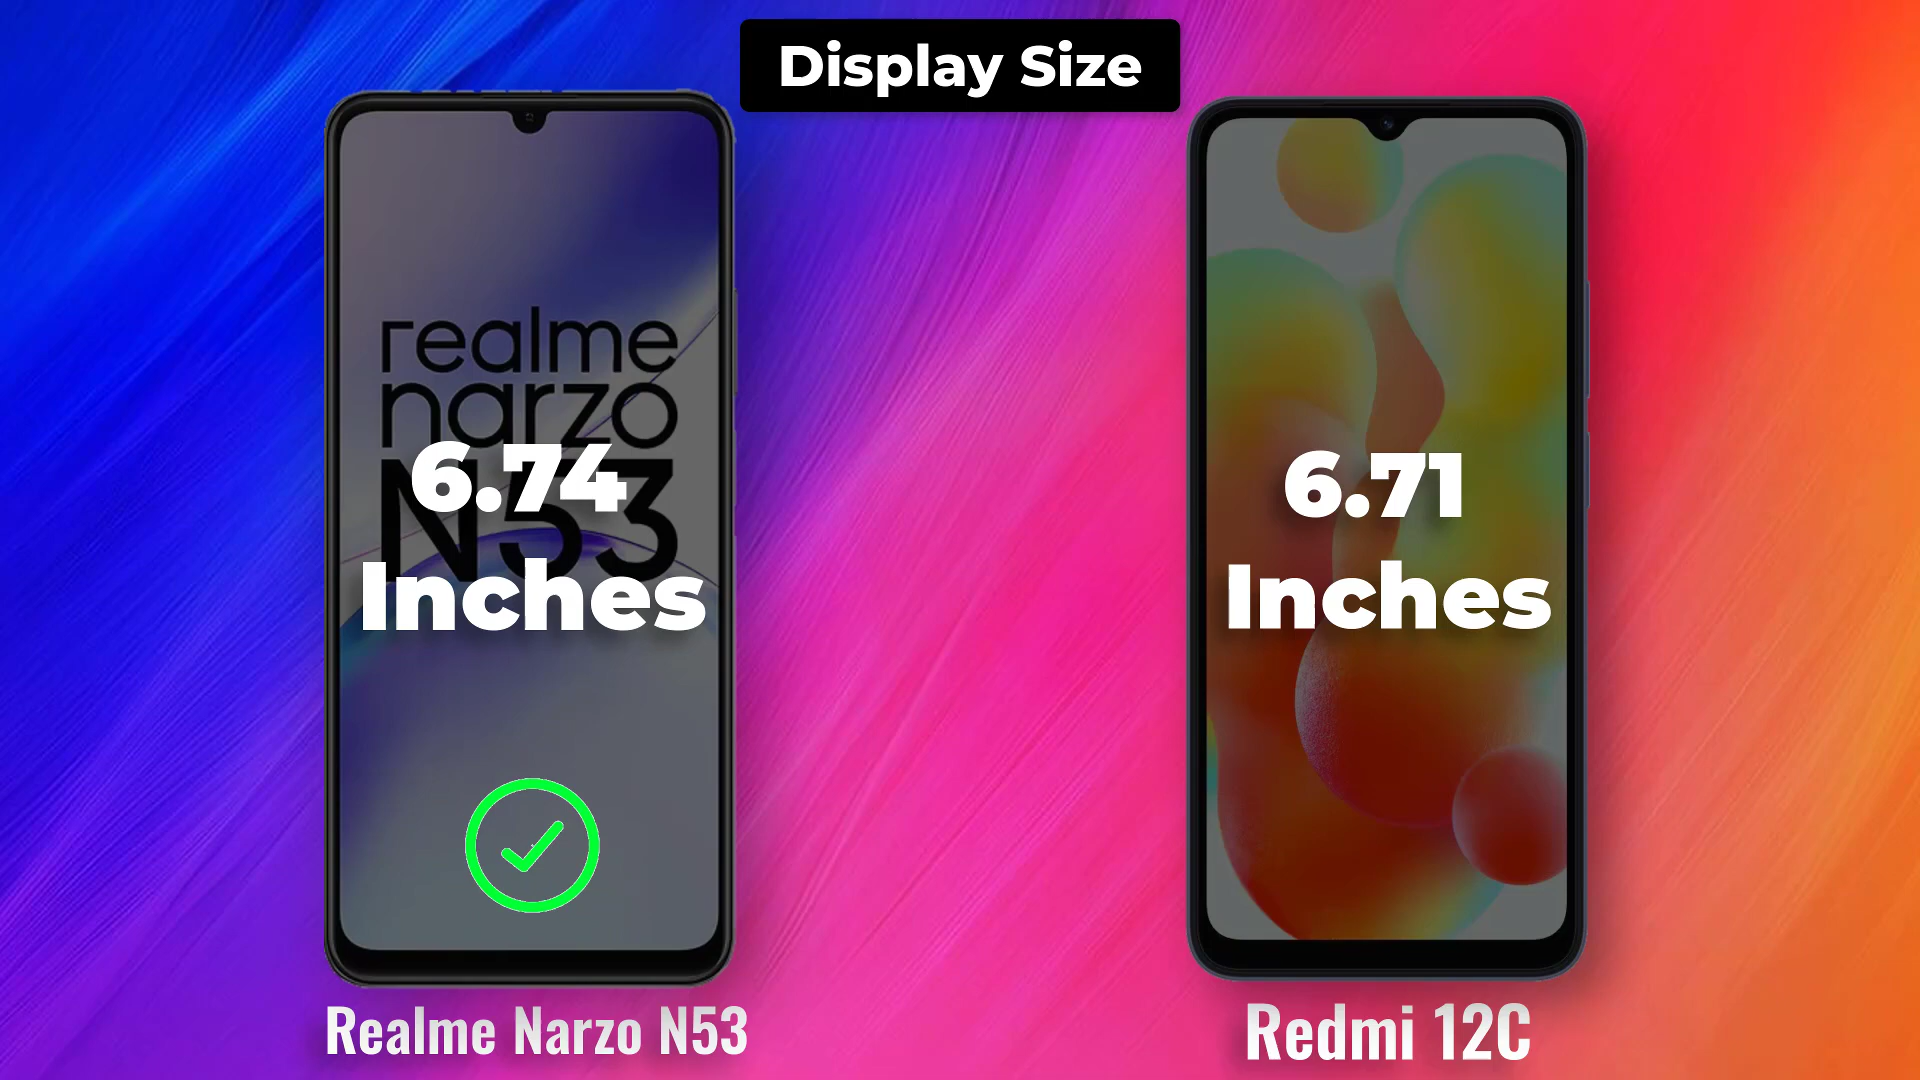 Display Size
realme
narzo
N53
6.74
Inches
6.71
Inches
Realme Narzo N53
Redmi 12C